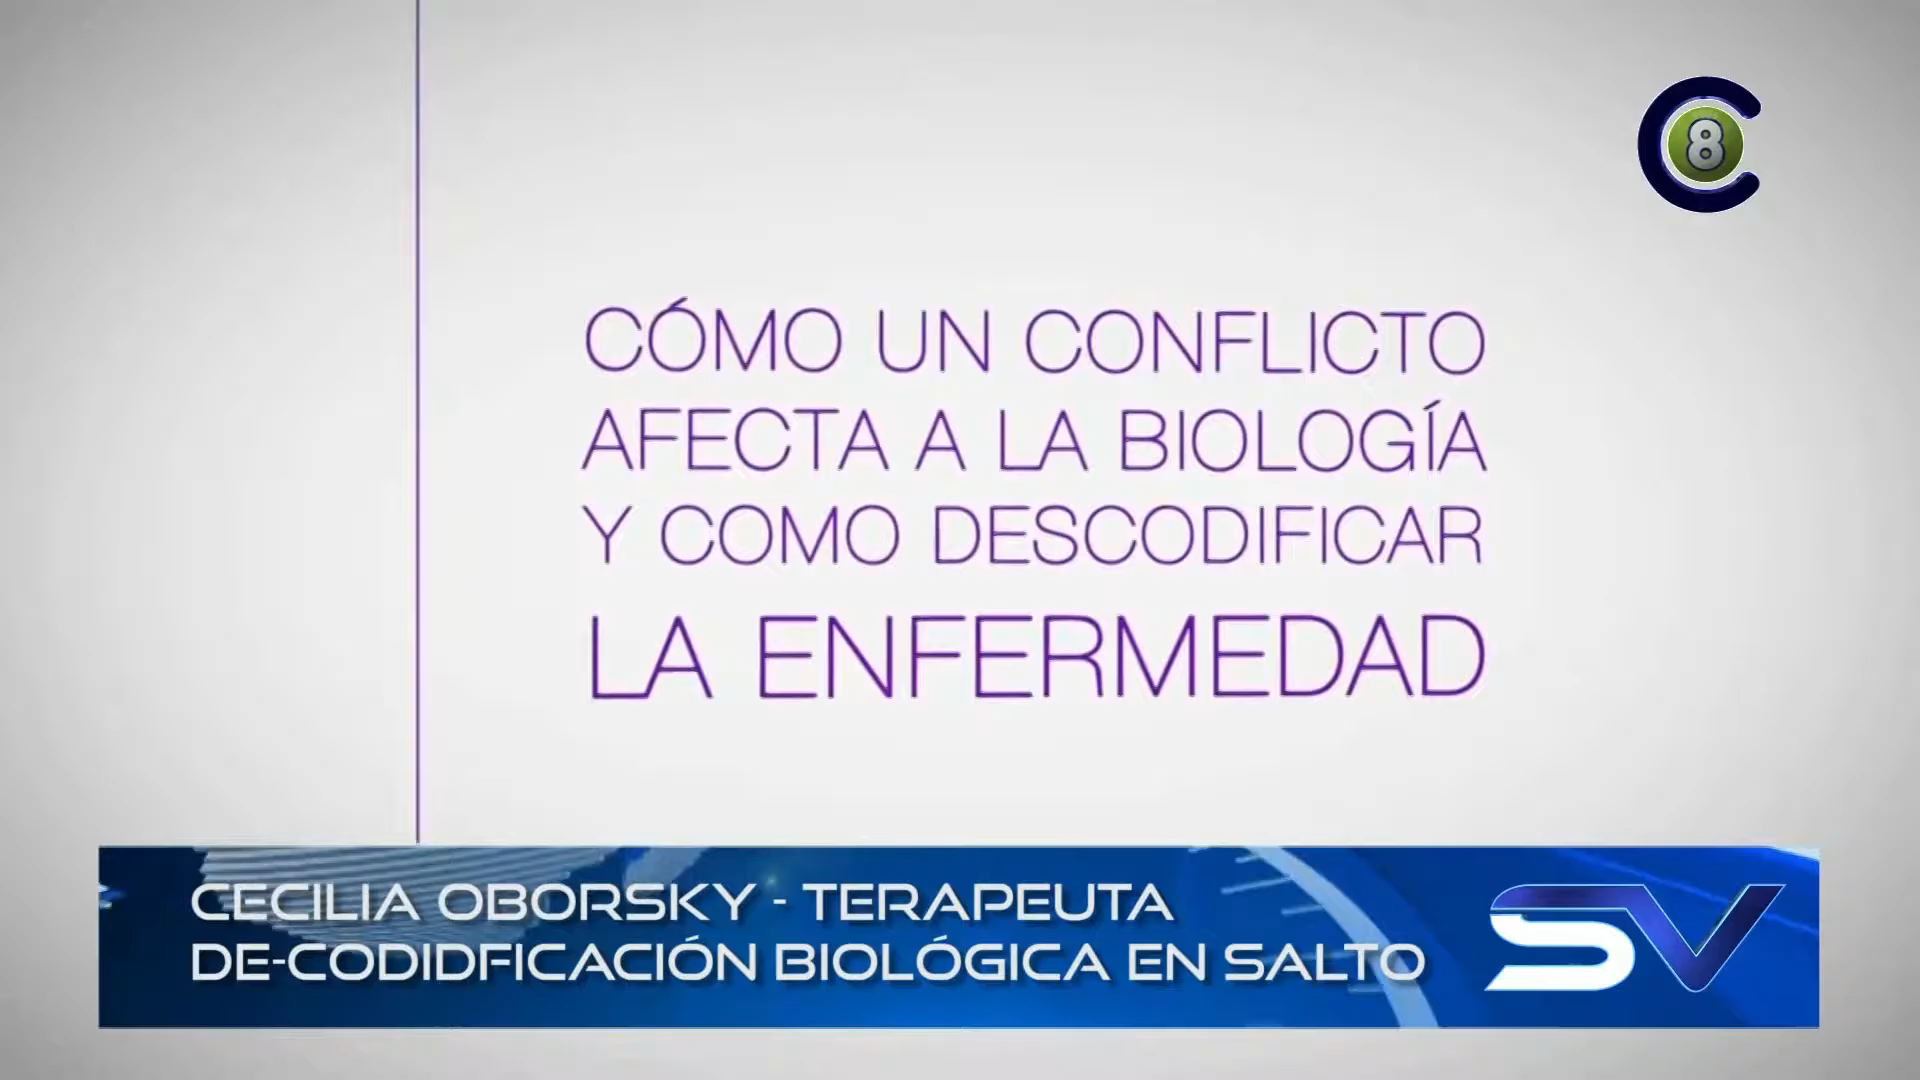 C8
CÓMO UN CONFLICTO
AFECTA A LA BIOLOGÍA
Y COMO DESCODIFICAR
LA ENFERMEDAD
CECILIA OBORSKY - TERAPEUTA
DE-CODIDFICACIÓN BIOLÓGICA EN SALTO
SV